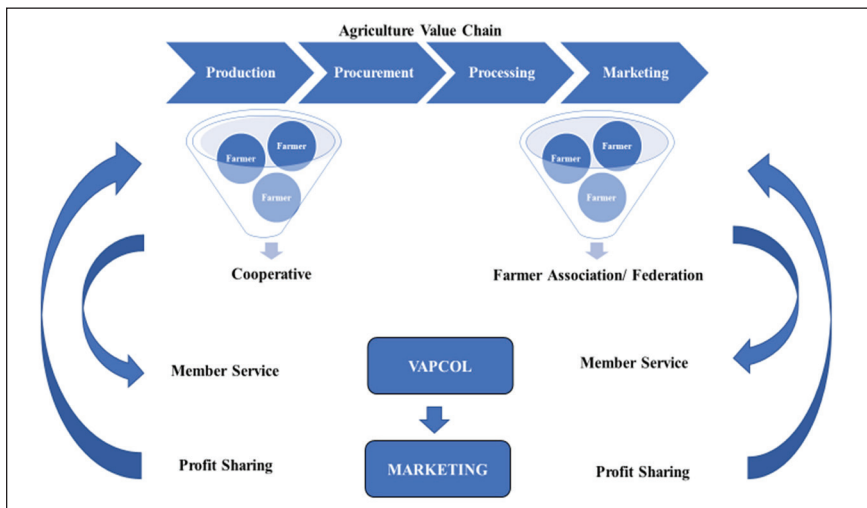 Agriculture Value Chain
Production
Procurement
Processing
Marketing
Farmer
Farmer
Farmer
Farmer
Farmer
Farmer
Cooperative
Farmer Association/ Federation
Member Service
VAPCOL
Member Service
Profit Sharing
MARKETING
Profit Sharing